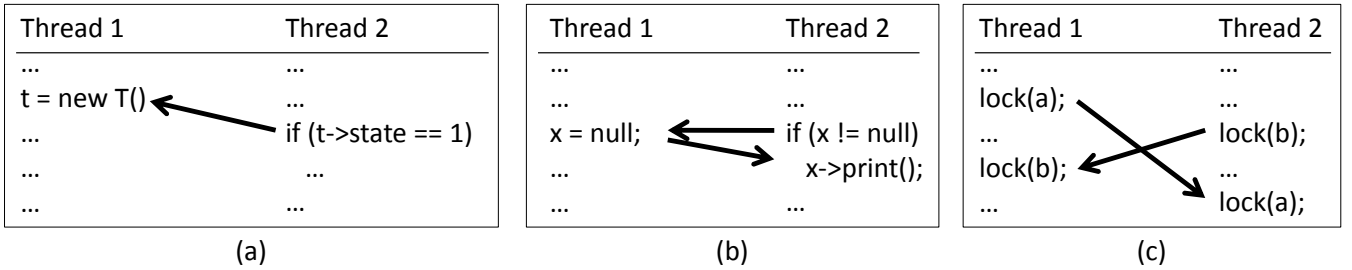 Thread 1 Thread 2
... ...
t = new T() ...
... if (t->state == 1)
... ...
... ...
(a)
Thread 1 Thread 2
... ...
... ...
x = null; if (x != null)
... x->print();
... ...
(b)
Thread 1 Thread 2
... ...
lock(a); ...
... lock(b);
lock(b); ...
... lock(a);
(c)